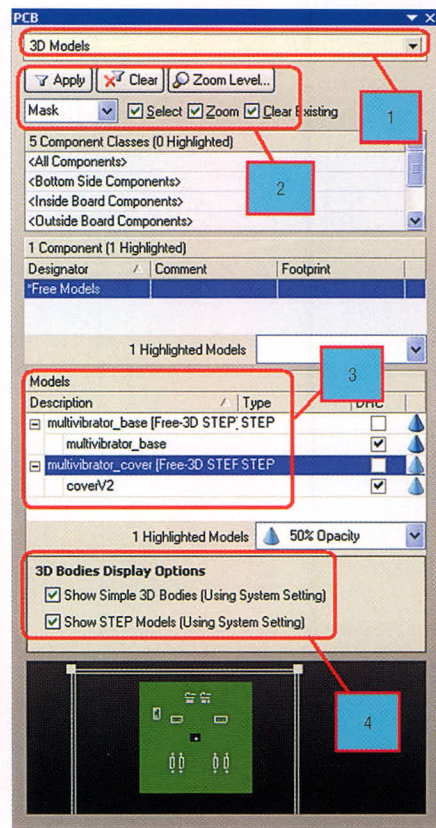 PCB
3D Models
1
Apply Clear Zoom Level...
Mask Select Zoom Clear Existing
5 Component Classes (0 Highlighted)
<All Components>
<Bottom Side Components>
<Inside Board Components>
<Outside Board Components>
2
1 Component (1 Highlighted)
Designator Comment Footprint
*Free Models
1 Highlighted Models
3
Models
Description Type
multivibrator_base [Free-3D STEP] STEP
multivibrator_base
multivibrator_cover [Free-3D STEP STEP
coverV2
1 Highlighted Models 50% Opacity
3D Bodies Display Options
Show Simple 3D Bodies (Using System Setting)
Show STEP Models (Using System Setting)
4